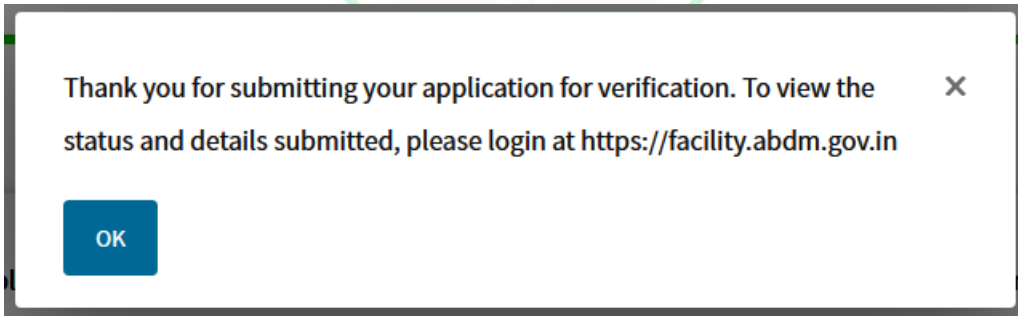 Thank you for submitting your application for verification. To view the
status and details submitted, please login at https://facility.abdm.gov.in
OK